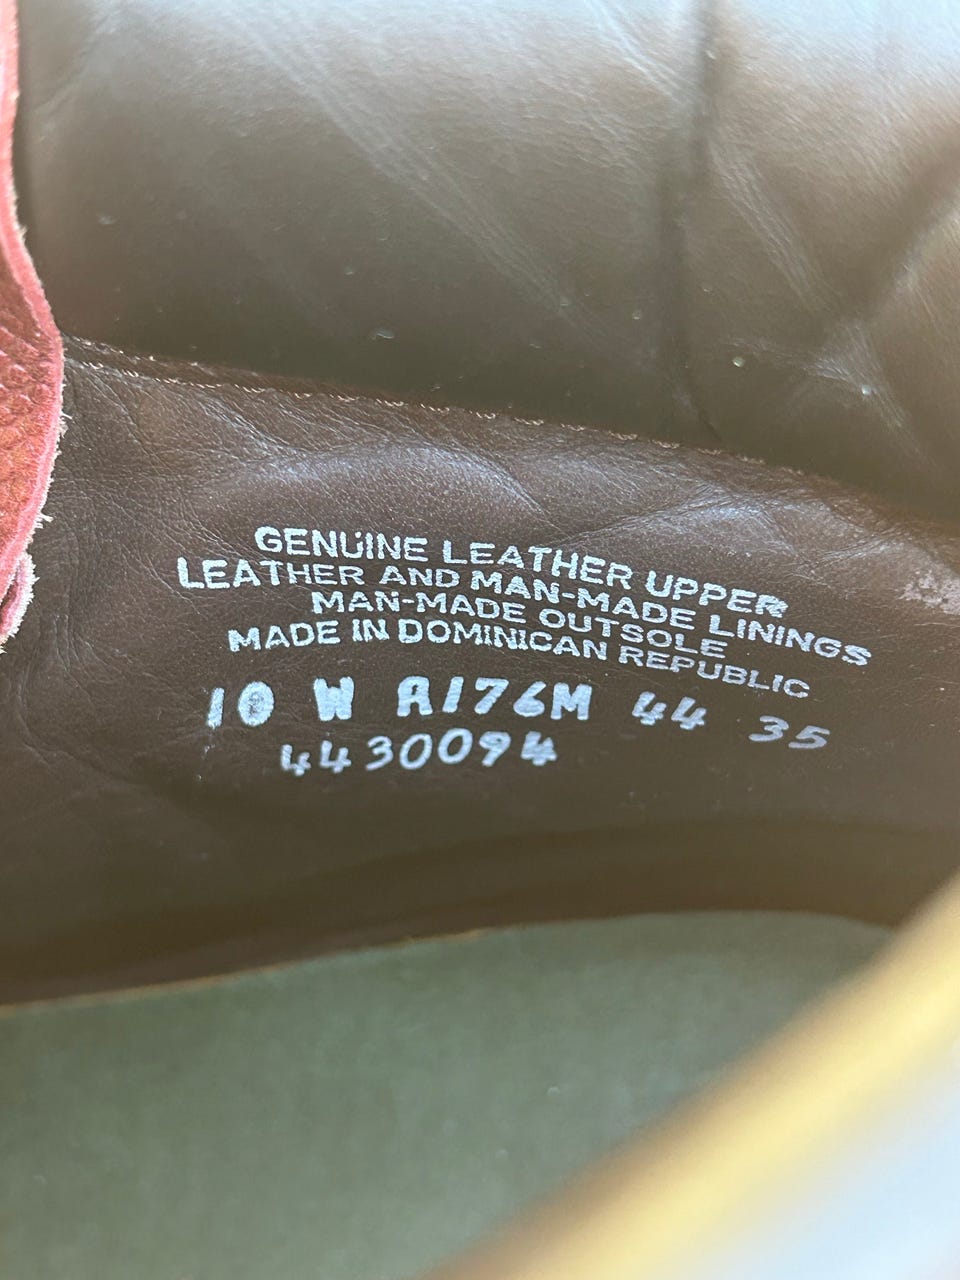 GENUINE LEATHER UPPER
LEATHER AND MAN-MADE LININGS
MAN-MADE OUTSOLE
MADE IN DOMINICAN REPUBLIC
10 W A176M 44 35
4430094